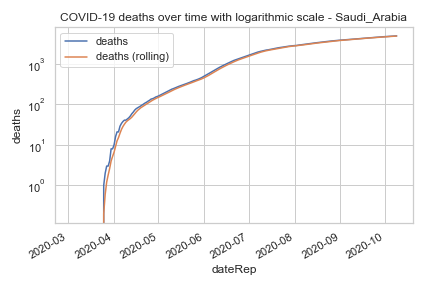 COVID-19 deaths over time with logarithmic scale - Saudi_Arabia
deaths
deaths (rolling)
10³
10²
10¹
10⁰
deaths
2020-03
2020-04
2020-05
2020-06
2020-07
2020-08
2020-09
2020-10
dateRep